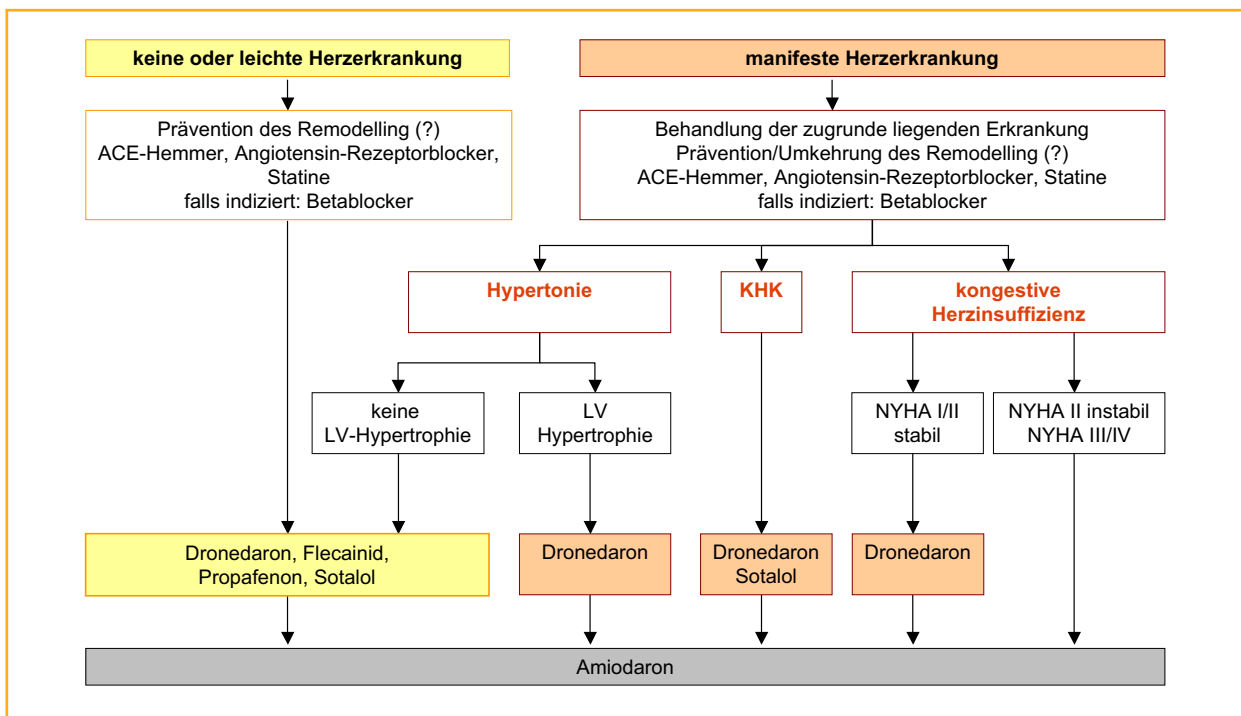 keine oder leichte Herzerkrankung
manifeste Herzerkrankung
Prävention des Remodelling (?)
ACE-Hemmer, Angiotensin-Rezeptorblocker,
Statine
falls indiziert: Betablocker
Behandlung der zugrunde liegenden Erkrankung
Prävention/Umkehrung des Remodelling (?)
ACE-Hemmer, Angiotensin-Rezeptorblocker, Statine
falls indiziert: Betablocker
Hypertonie
KHK
kongestive
Herzinsuffizienz
keine
LV-Hypertrophie
LV
Hypertrophie
NYHA I/II
stabil
NYHA II instabil
NYHA III/IV
Dronedaron, Flecainid,
Propafenon, Sotalol
Dronedaron
Dronedaron
Sotalol
Dronedaron
Amiodaron